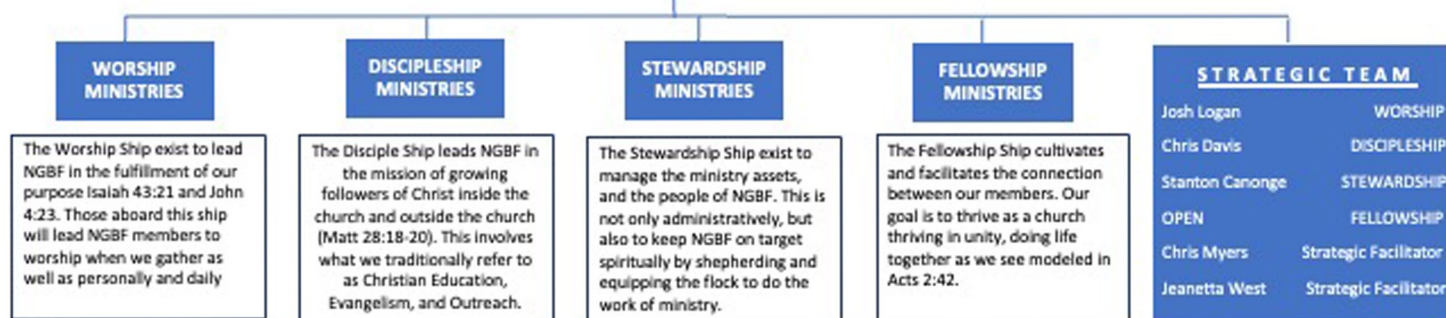 WORSHIP
MINISTRIES
The Worship Ship exist to lead
NGBF in the fulfillment of our
purpose Isaiah 43:21 and John
4:23. Those aboard this ship
will lead NGBF members to
worship when we gather as
well as personally and daily
DISCIPLESHIP
MINISTRIES
The Disciple Ship leads NGBF in
the mission of growing
followers of Christ inside the
church and outside the church
(Matt 28:18-20). This involves
what we traditionally refer to
as Christian Education,
Evangelism, and Outreach.
STEWARDSHIP
MINISTRIES
The Stewardship Ship exist to
manage the ministry assets,
and the people of NGBF. This is
not only administratively, but
also to keep NGBF on target
spiritually by shepherding and
equipping the flock to do the
work of ministry.
FELLOWSHIP
MINISTRIES
The Fellowship Ship cultivates
and facilitates the connection
between our members. Our
goal is to thrive as a church
thriving in unity, doing life
together as we see modeled in
Acts 2:42.
STRATEGIC TEAM
Josh Logan WORSHIP
Chris Davis DISCIPLESHIP
Stanton Canonge STEWARDSHIP
OPEN FELLOWSHIP
Chris Myers Strategic Facilitator
Jeanetta West Strategic Facilitator